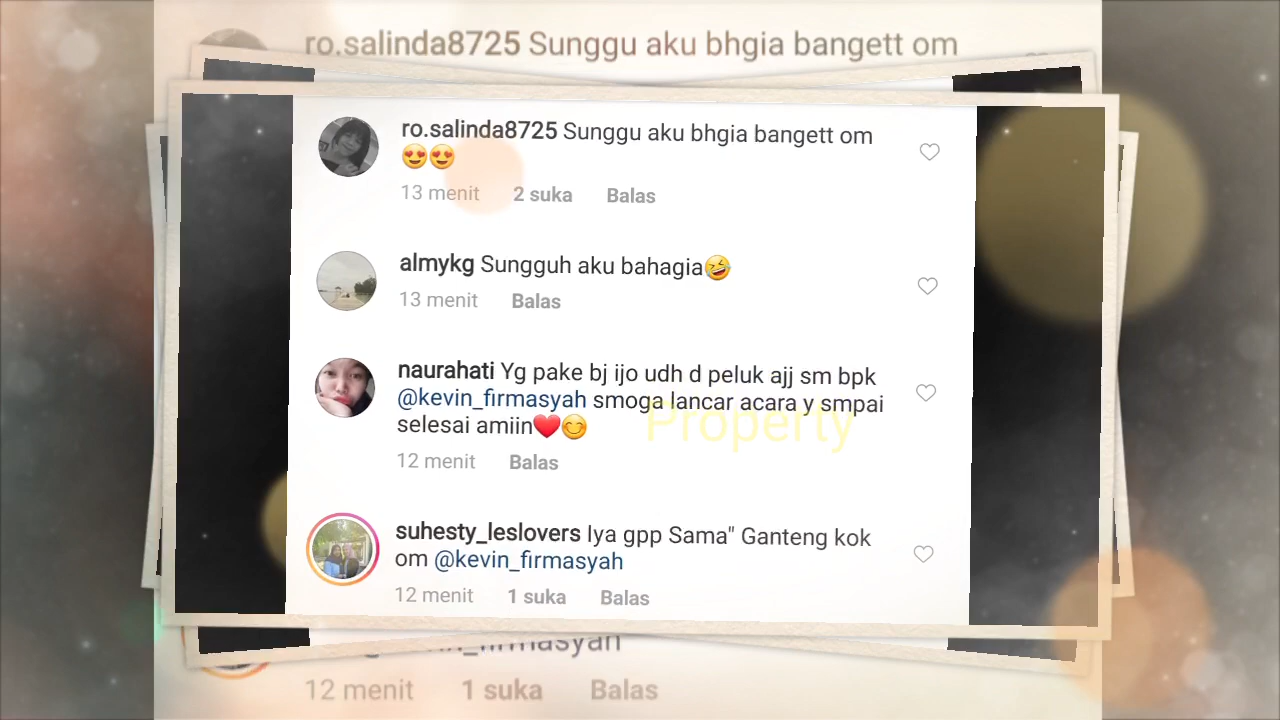 ro.salinda8725 Sunggu aku bhgia bangett om
ro.salinda8725 Sunggu aku bhgia bangett om
😍😍
13 menit 2 suka Balas
almykg Sungguh aku bahagia🤣
13 menit Balas
naurahati Yg pake bj ijo udh d peluk ajj sm bpk
@kevin_firmasyah smoga lancar acara y smpai
selesai amiin❤️😊
12 menit Balas
Property
suhesty_leslovers Iya gpp Sama" Ganteng kok
om @kevin_firmasyah
12 menit 1 suka Balas
12 menit 1 suka Balas